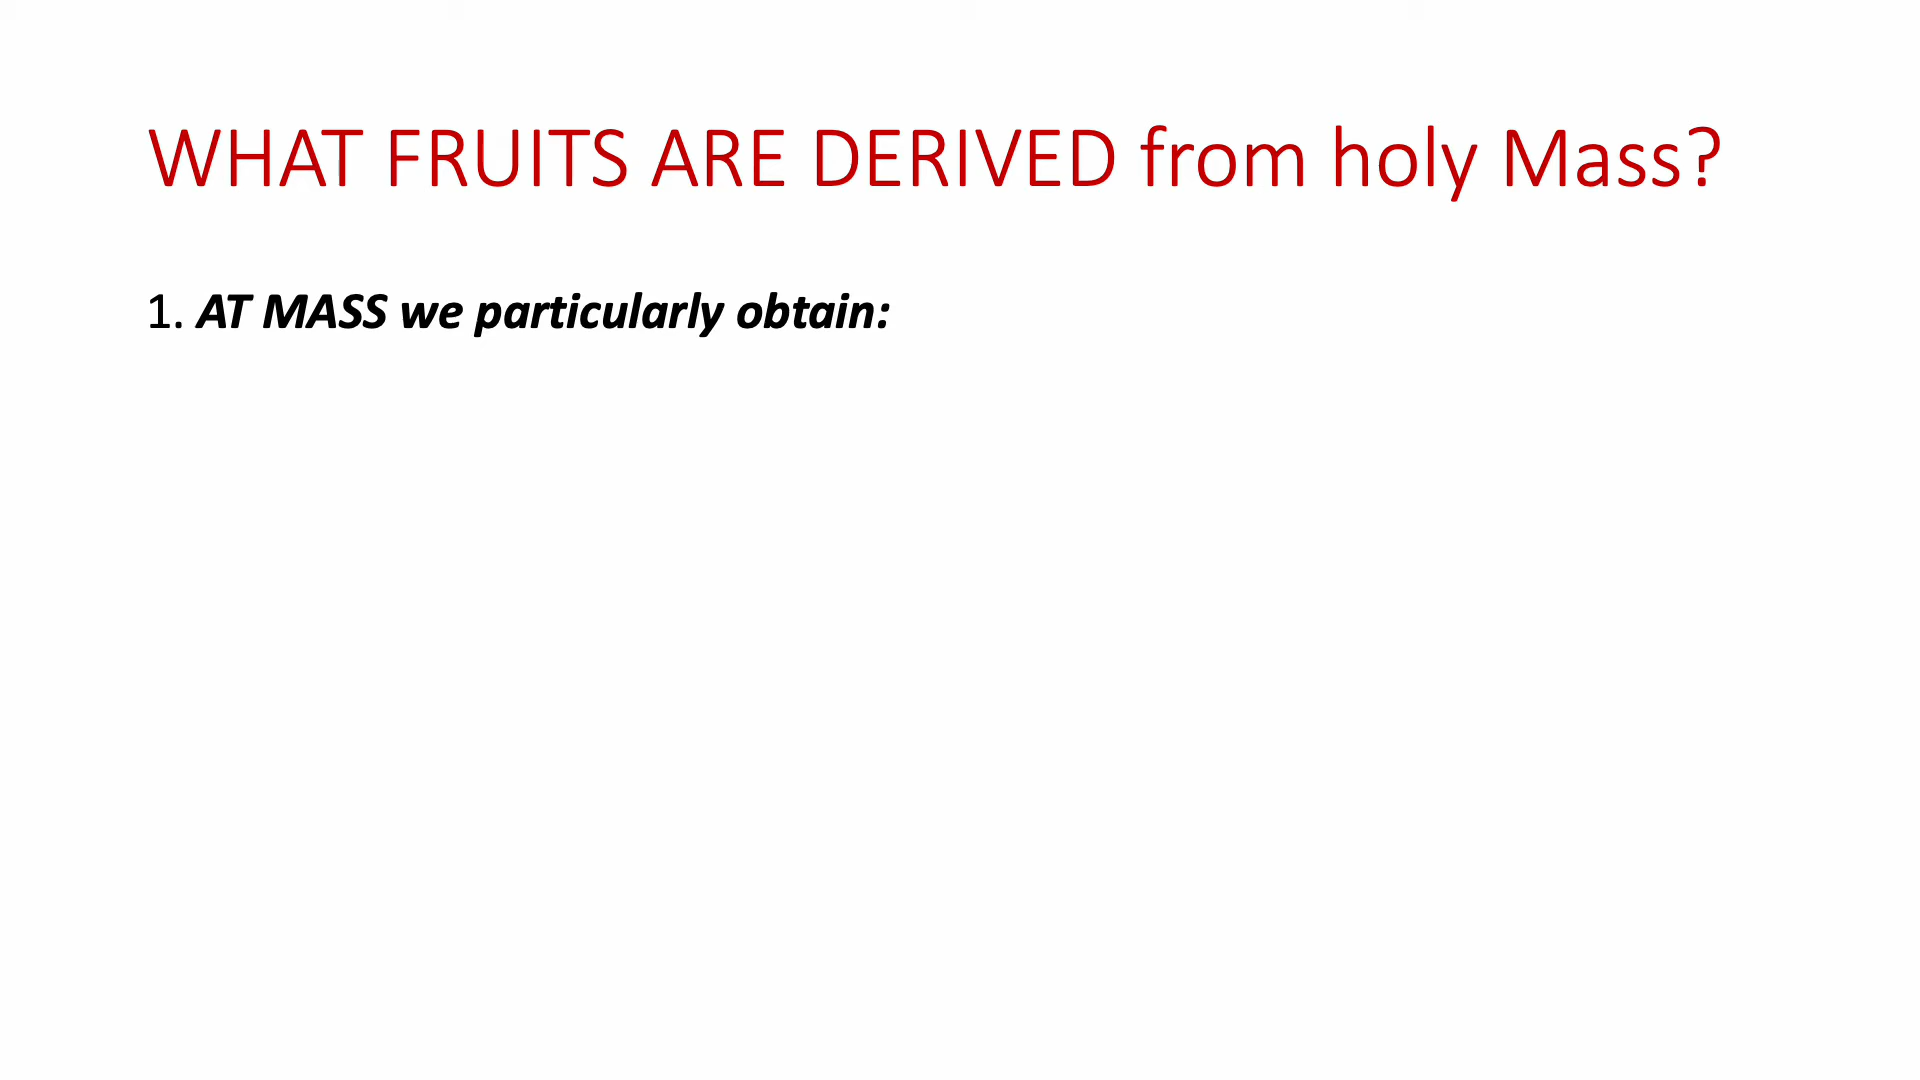 WHAT FRUITS ARE DERIVED from holy Mass?
1. AT MASS we particularly obtain: